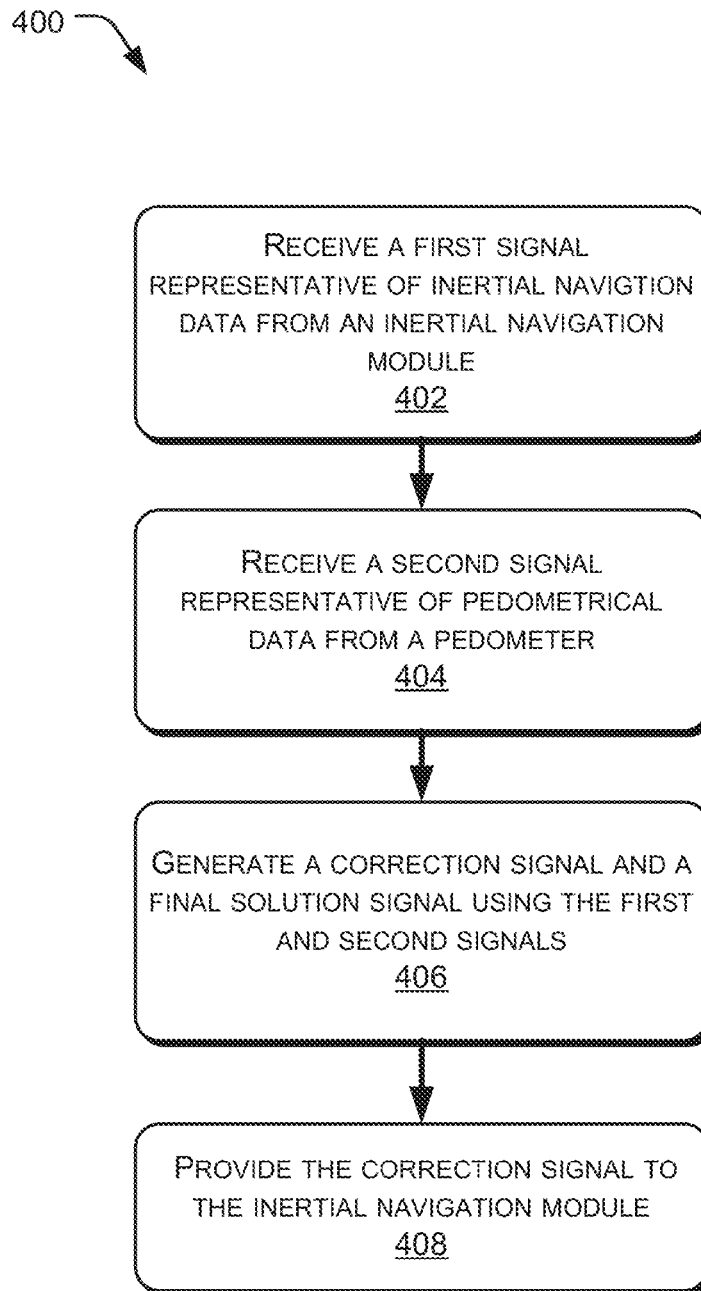 400
RECEIVE A FIRST SIGNAL
REPRESENTATIVE OF INERTIAL NAVIGTION
DATA FROM AN INERTIAL NAVIGATION
MODULE
402
RECEIVE A SECOND SIGNAL
REPRESENTATIVE OF PEDOMETRICAL
DATA FROM A PEDOMETER
404
GENERATE A CORRECTION SIGNAL AND A
FINAL SOLUTION SIGNAL USING THE FIRST
AND SECOND SIGNALS
406
PROVIDE THE CORRECTION SIGNAL TO
THE INERTIAL NAVIGATION MODULE
408